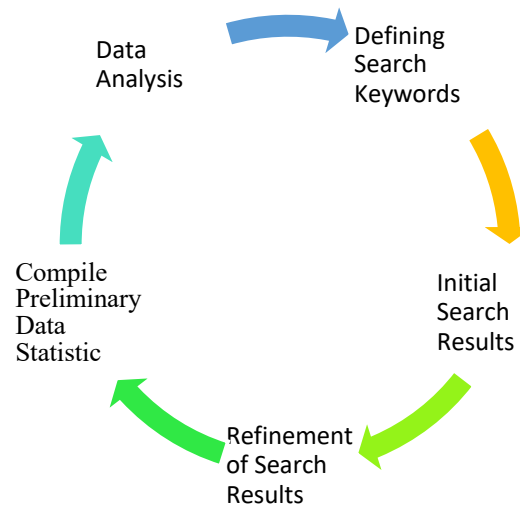 Data
Analysis
Defining
Search
Keywords
Initial
Search
Results
Refinement
of Search
Results
Compile
Preliminary
Data
Statistic